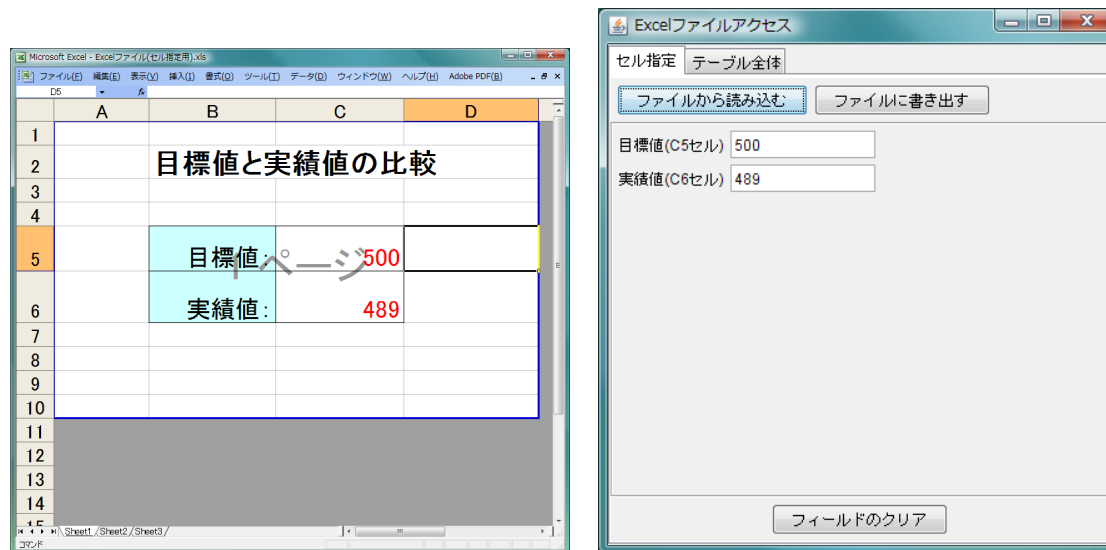 Microsoft Excel - Excelファイル(セル指定用).xls
ファイル(F) 編集(E) 表示(V) 挿入(I) 書式(O) ツール(T) データ(D) ウィンドウ(W) ヘルプ(H) Adobe PDF(B)
D5 fx
A B C D
1
2 目標値と実績値の比較
3
4
5 目標値: 500
1 ページ
6 実績値: 489
7
8
9
10
11
12
13
14
15
Sheet1 / Sheet2 / Sheet3 /
コマンド
Excelファイルアクセス
セル指定 テーブル全体
ファイルから読み込む ファイルに書き出す
目標値(C5セル) 500
実績値(C6セル) 489
フィールドのクリア